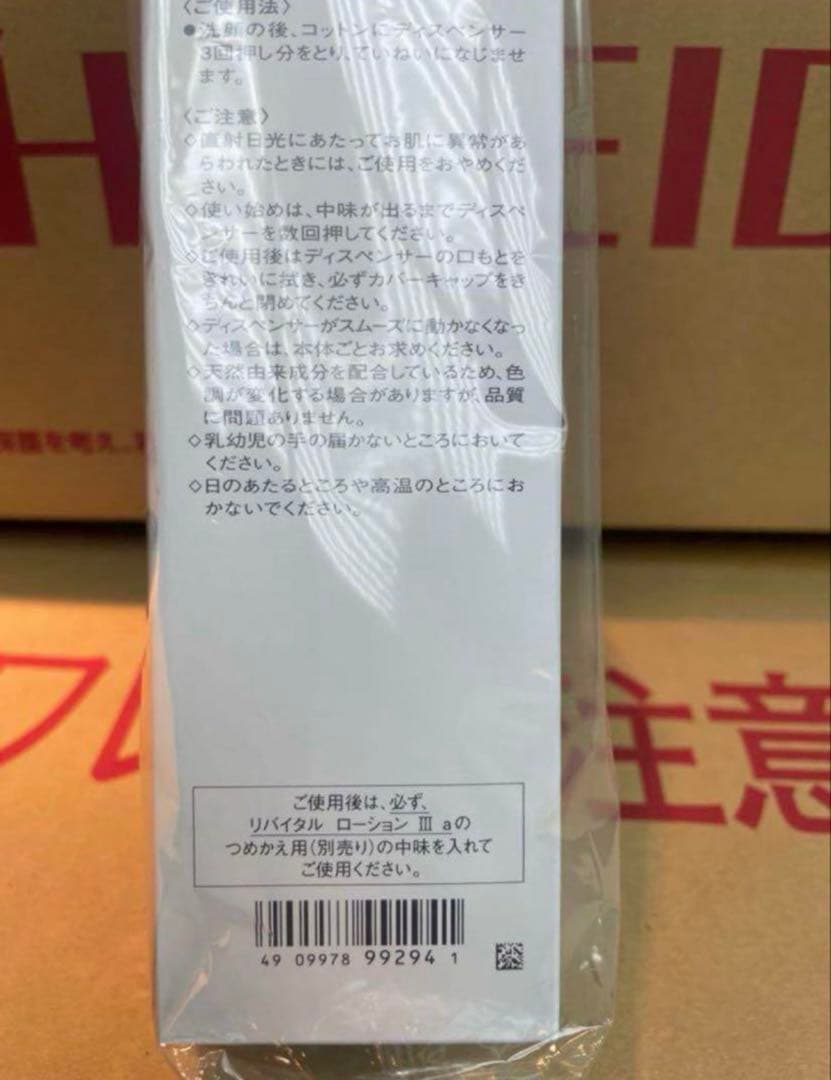 〈ご使用法〉
●洗顔の後、コットンにディスペンサー
3回押し分をとり、ていねいになじませ
ます。
〈ご注意〉
◇直射日光にあたってお肌に異常があ
らわれたときには、ご使用をおやめくだ
さい。
◇使い始めは、中味が出るまでディスペ
ンサーを数回押してください。
◇ご使用後はディスペンサーの口もとを
きれいに拭き、必ずカバーキャップをき
ちんと閉めてください。
◇ディスペンサーがスムーズに動かなくなっ
た場合は、本体ごとお求めください。
◇天然由来成分を配合しているため、色
調が変化する場合がありますが、品質
に問題ありません。
◇乳幼児の手の届かないところにおいて
ください。
◇日のあたるところや高温のところにお
かないでください。
ご使用後は、必ず、
リバイタル ローション Ⅲ aの
つめかえ用(別売り)の中味を入れて
ご使用ください。
49 09978 99294 1
H
EID
保護を考え、
注意